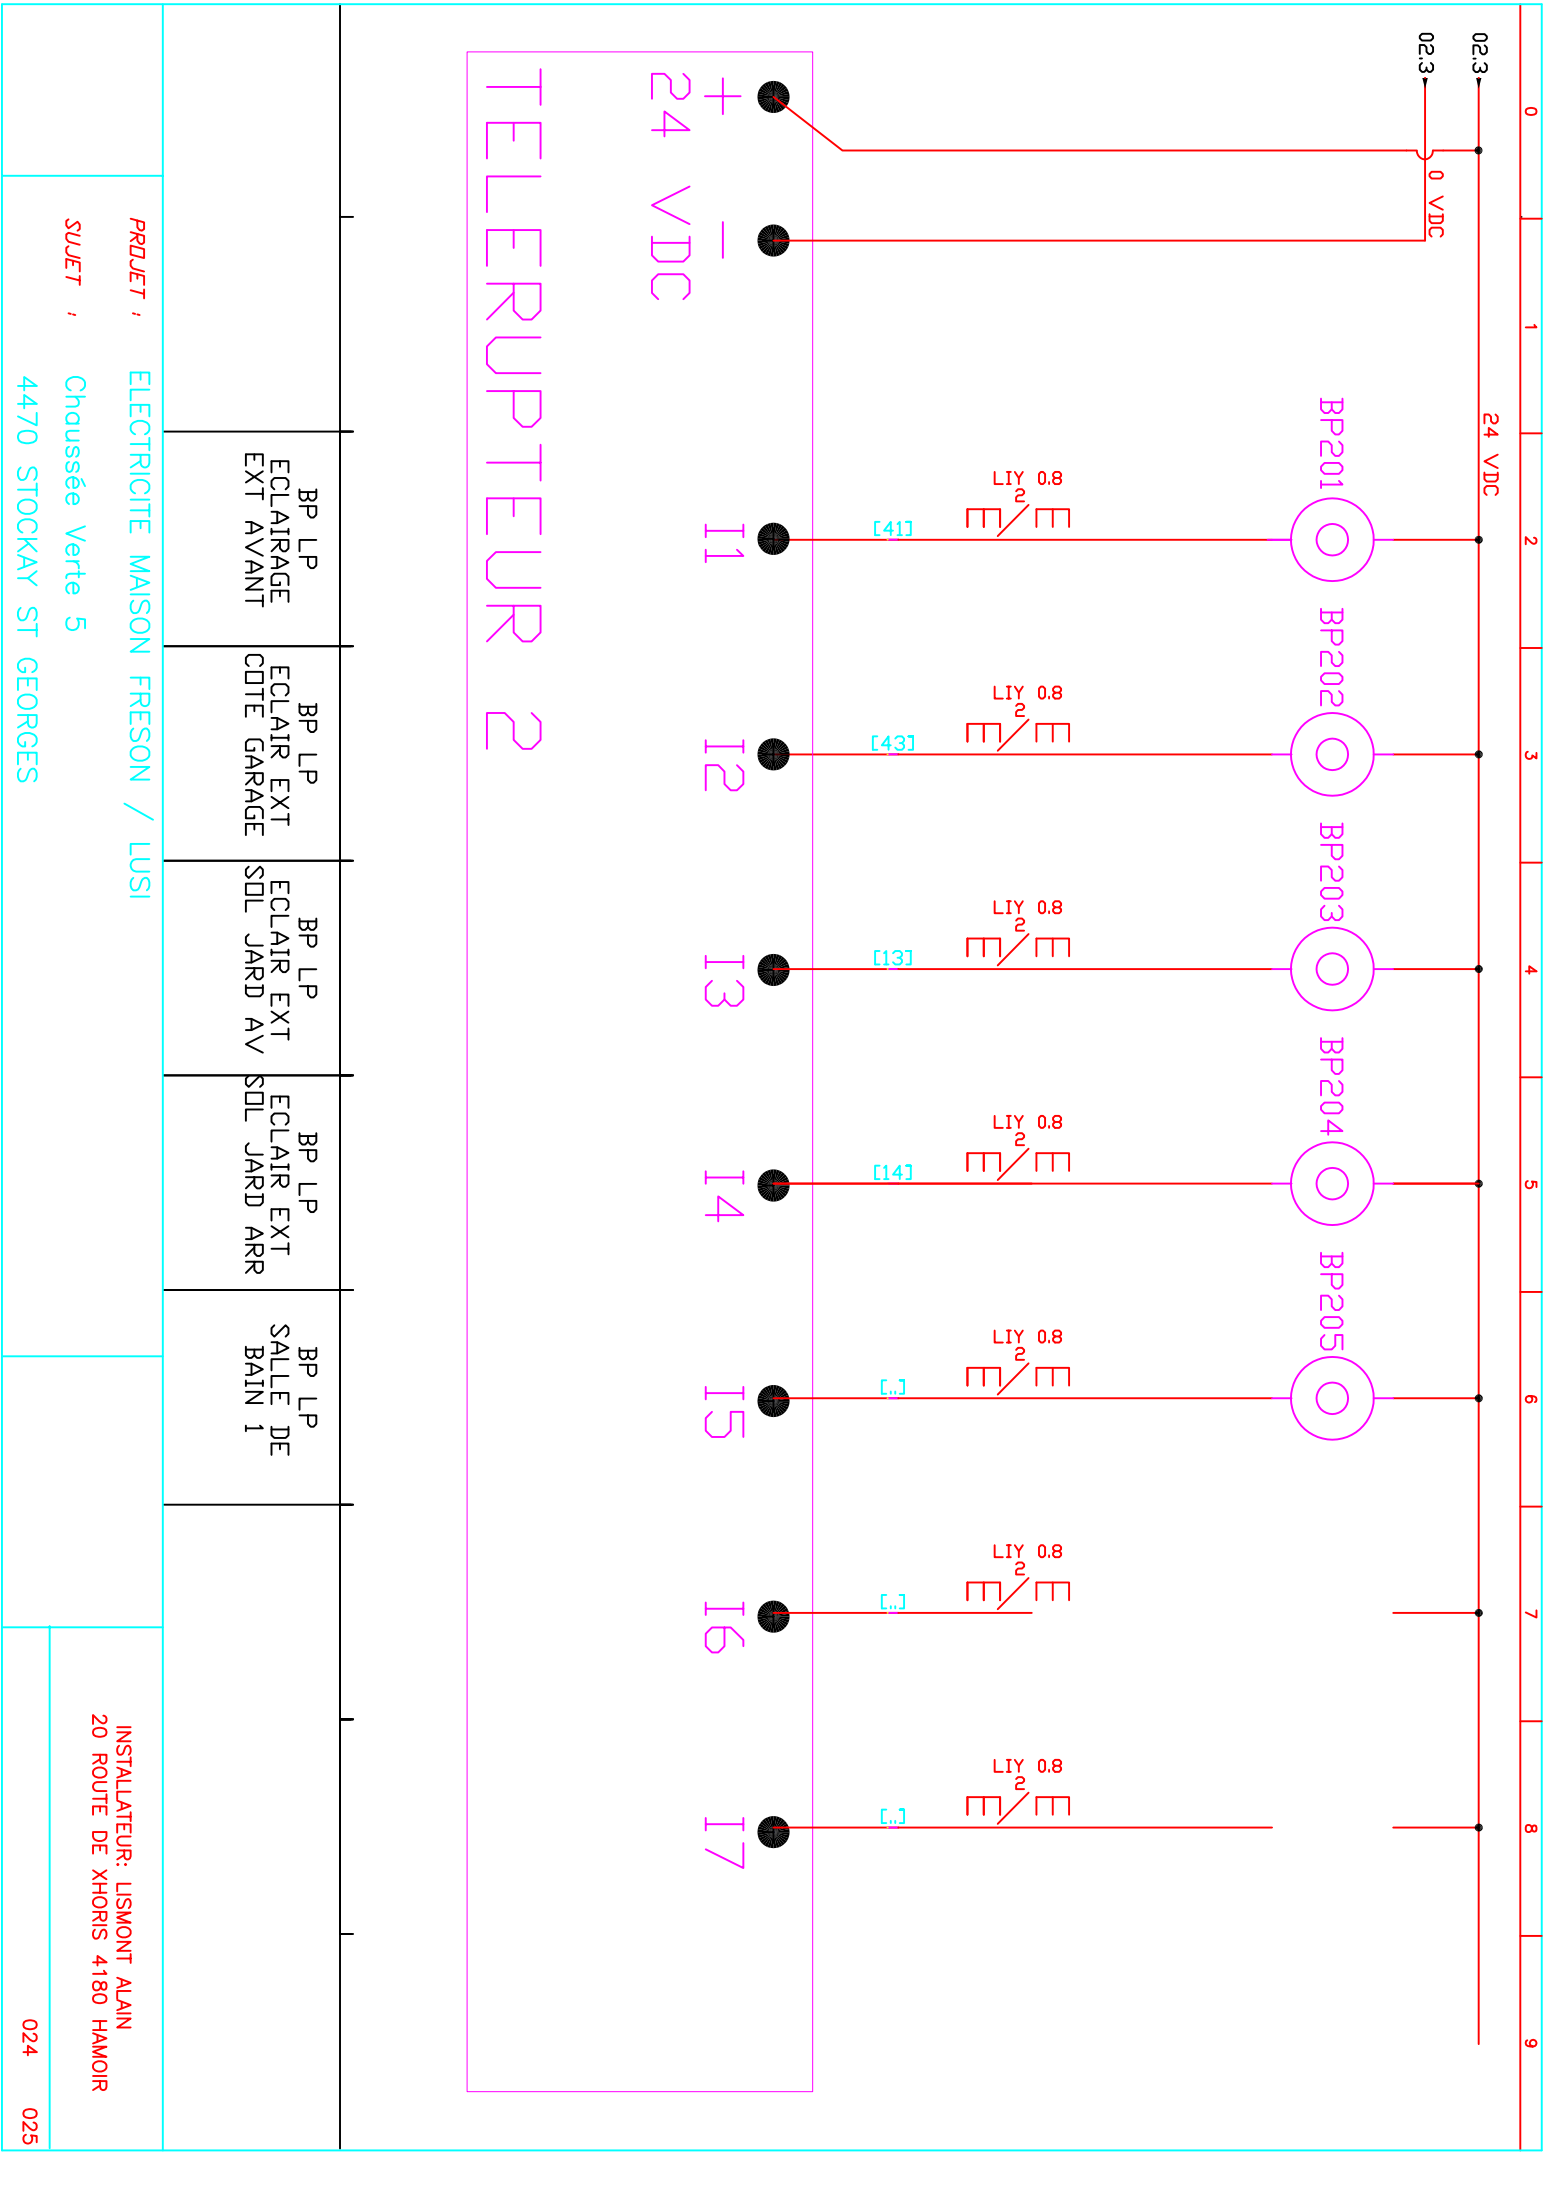 0 1 2 3 4 5 6 7 8 9
02.3 24 VDC
02.3 0 VDC
BP201 BP202 BP203 BP204 BP205
LIY 0.8 LIY 0.8 LIY 0.8 LIY 0.8 LIY 0.8 LIY 0.8 LIY 0.8
2 2 2 2 2 2 2
[41] [43] [13] [14] [..] [..] [..]
+ - I1 I2 I3 I4 I5 I6 I7
24 VDC
TELERUPTEUR 2
BP LP
ECLAIRAGE
EXT AVANT
BP LP
ECLAIR EXT
COTE GARAGE
BP LP
ECLAIR EXT
SOL JARD AV
BP LP
ECLAIR EXT
SOL JARD ARR
BP LP
SALLE DE
BAIN 1
PROJET : ELECTRICITE MAISON FRESON / LUSI
SUJET : Chaussée Verte 5
4470 STOCKAY ST GEORGES
INSTALLATEUR: LISMONT ALAIN
20 ROUTE DE XHORIS 4180 HAMOIR
024 025